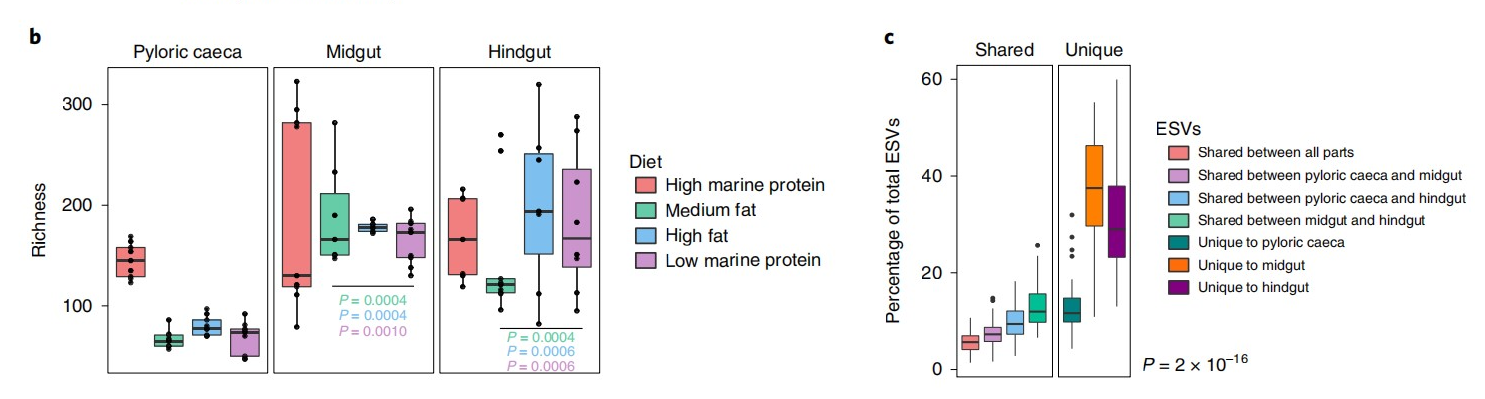 b
Pyloric caeca
Midgut
Hindgut
300
200
100
Richness
P = 0.0004
P = 0.0004
P = 0.0010
P = 0.0004
P = 0.0006
P = 0.0006
Diet
High marine protein
Medium fat
High fat
Low marine protein
c
Shared
Unique
60
40
20
0
Percentage of total ESVs
ESVs
Shared between all parts
Shared between pyloric caeca and midgut
Shared between pyloric caeca and hindgut
Shared between midgut and hindgut
Unique to pyloric caeca
Unique to midgut
Unique to hindgut
P = 2 × 10⁻¹⁶